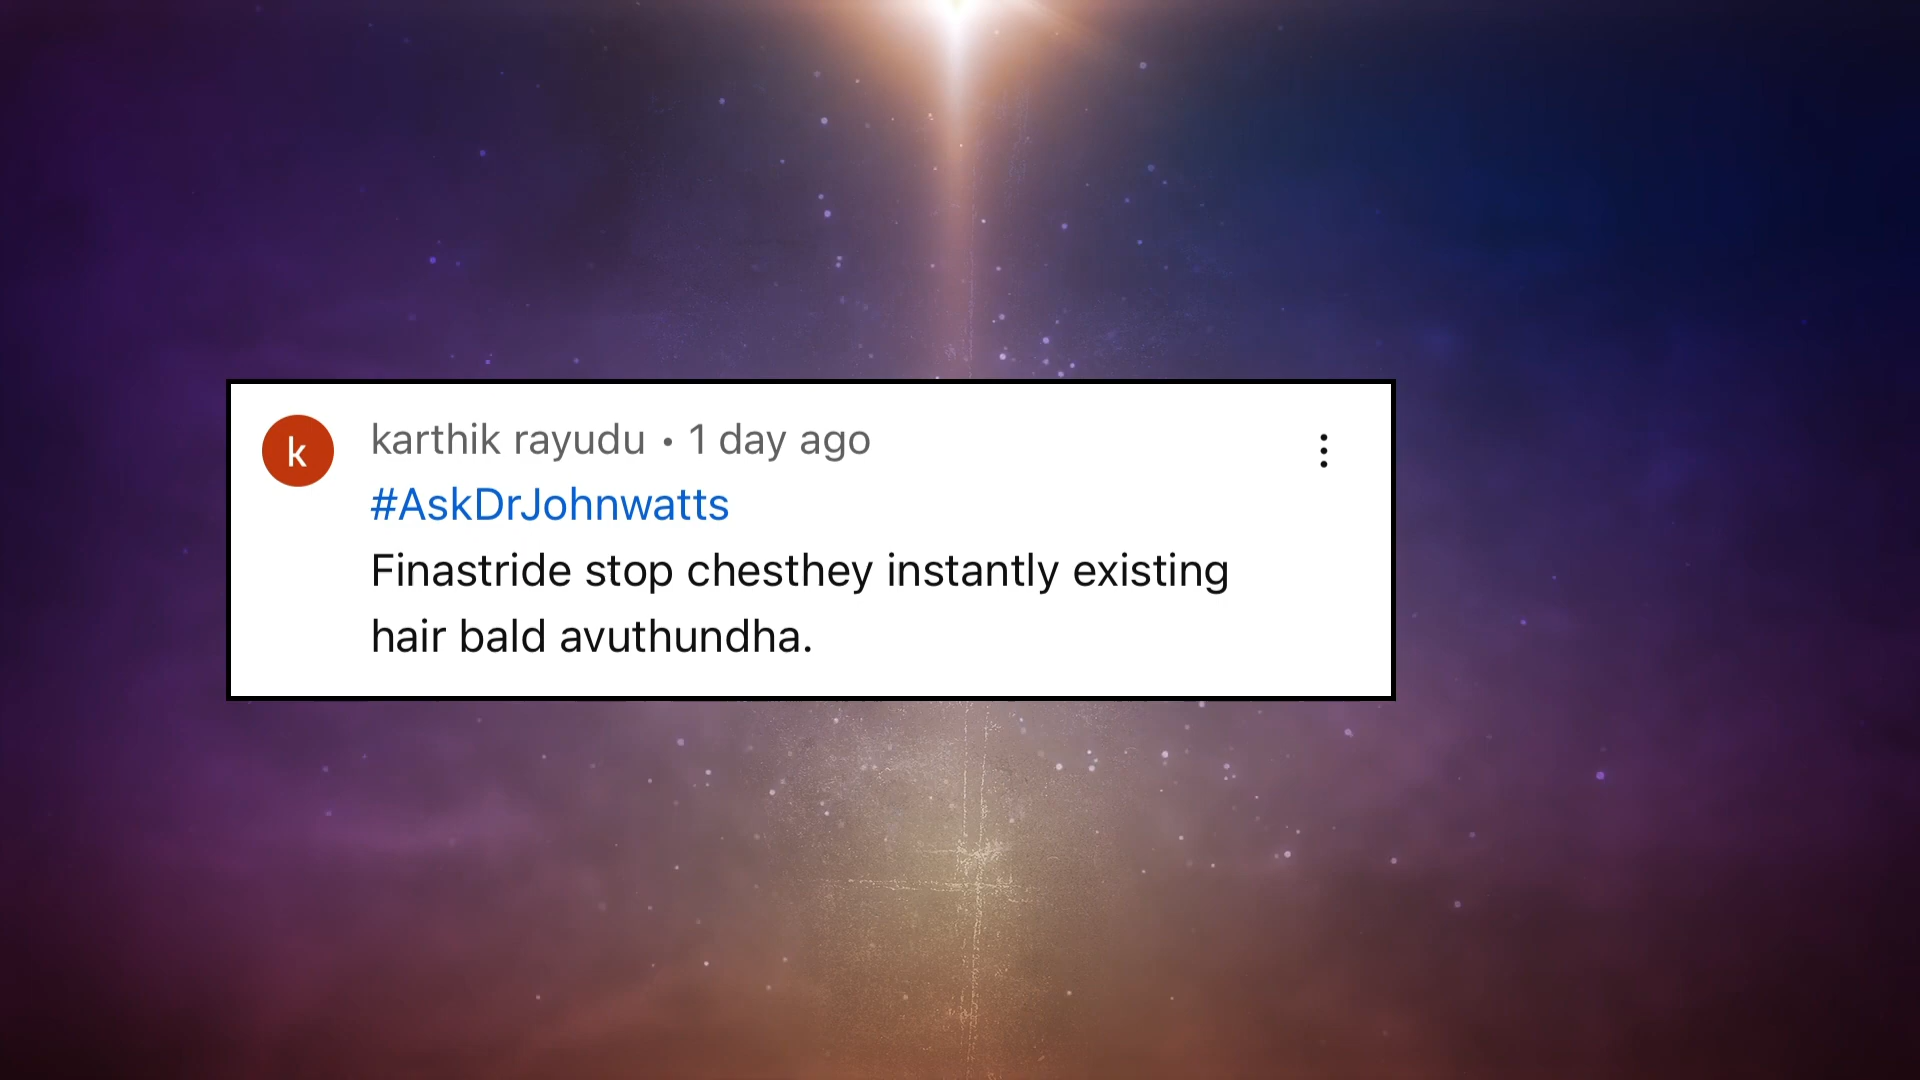 k
karthik rayudu • 1 day ago
#AskDrJohnwatts
Finastride stop chesthey instantly existing
hair bald avuthundha.